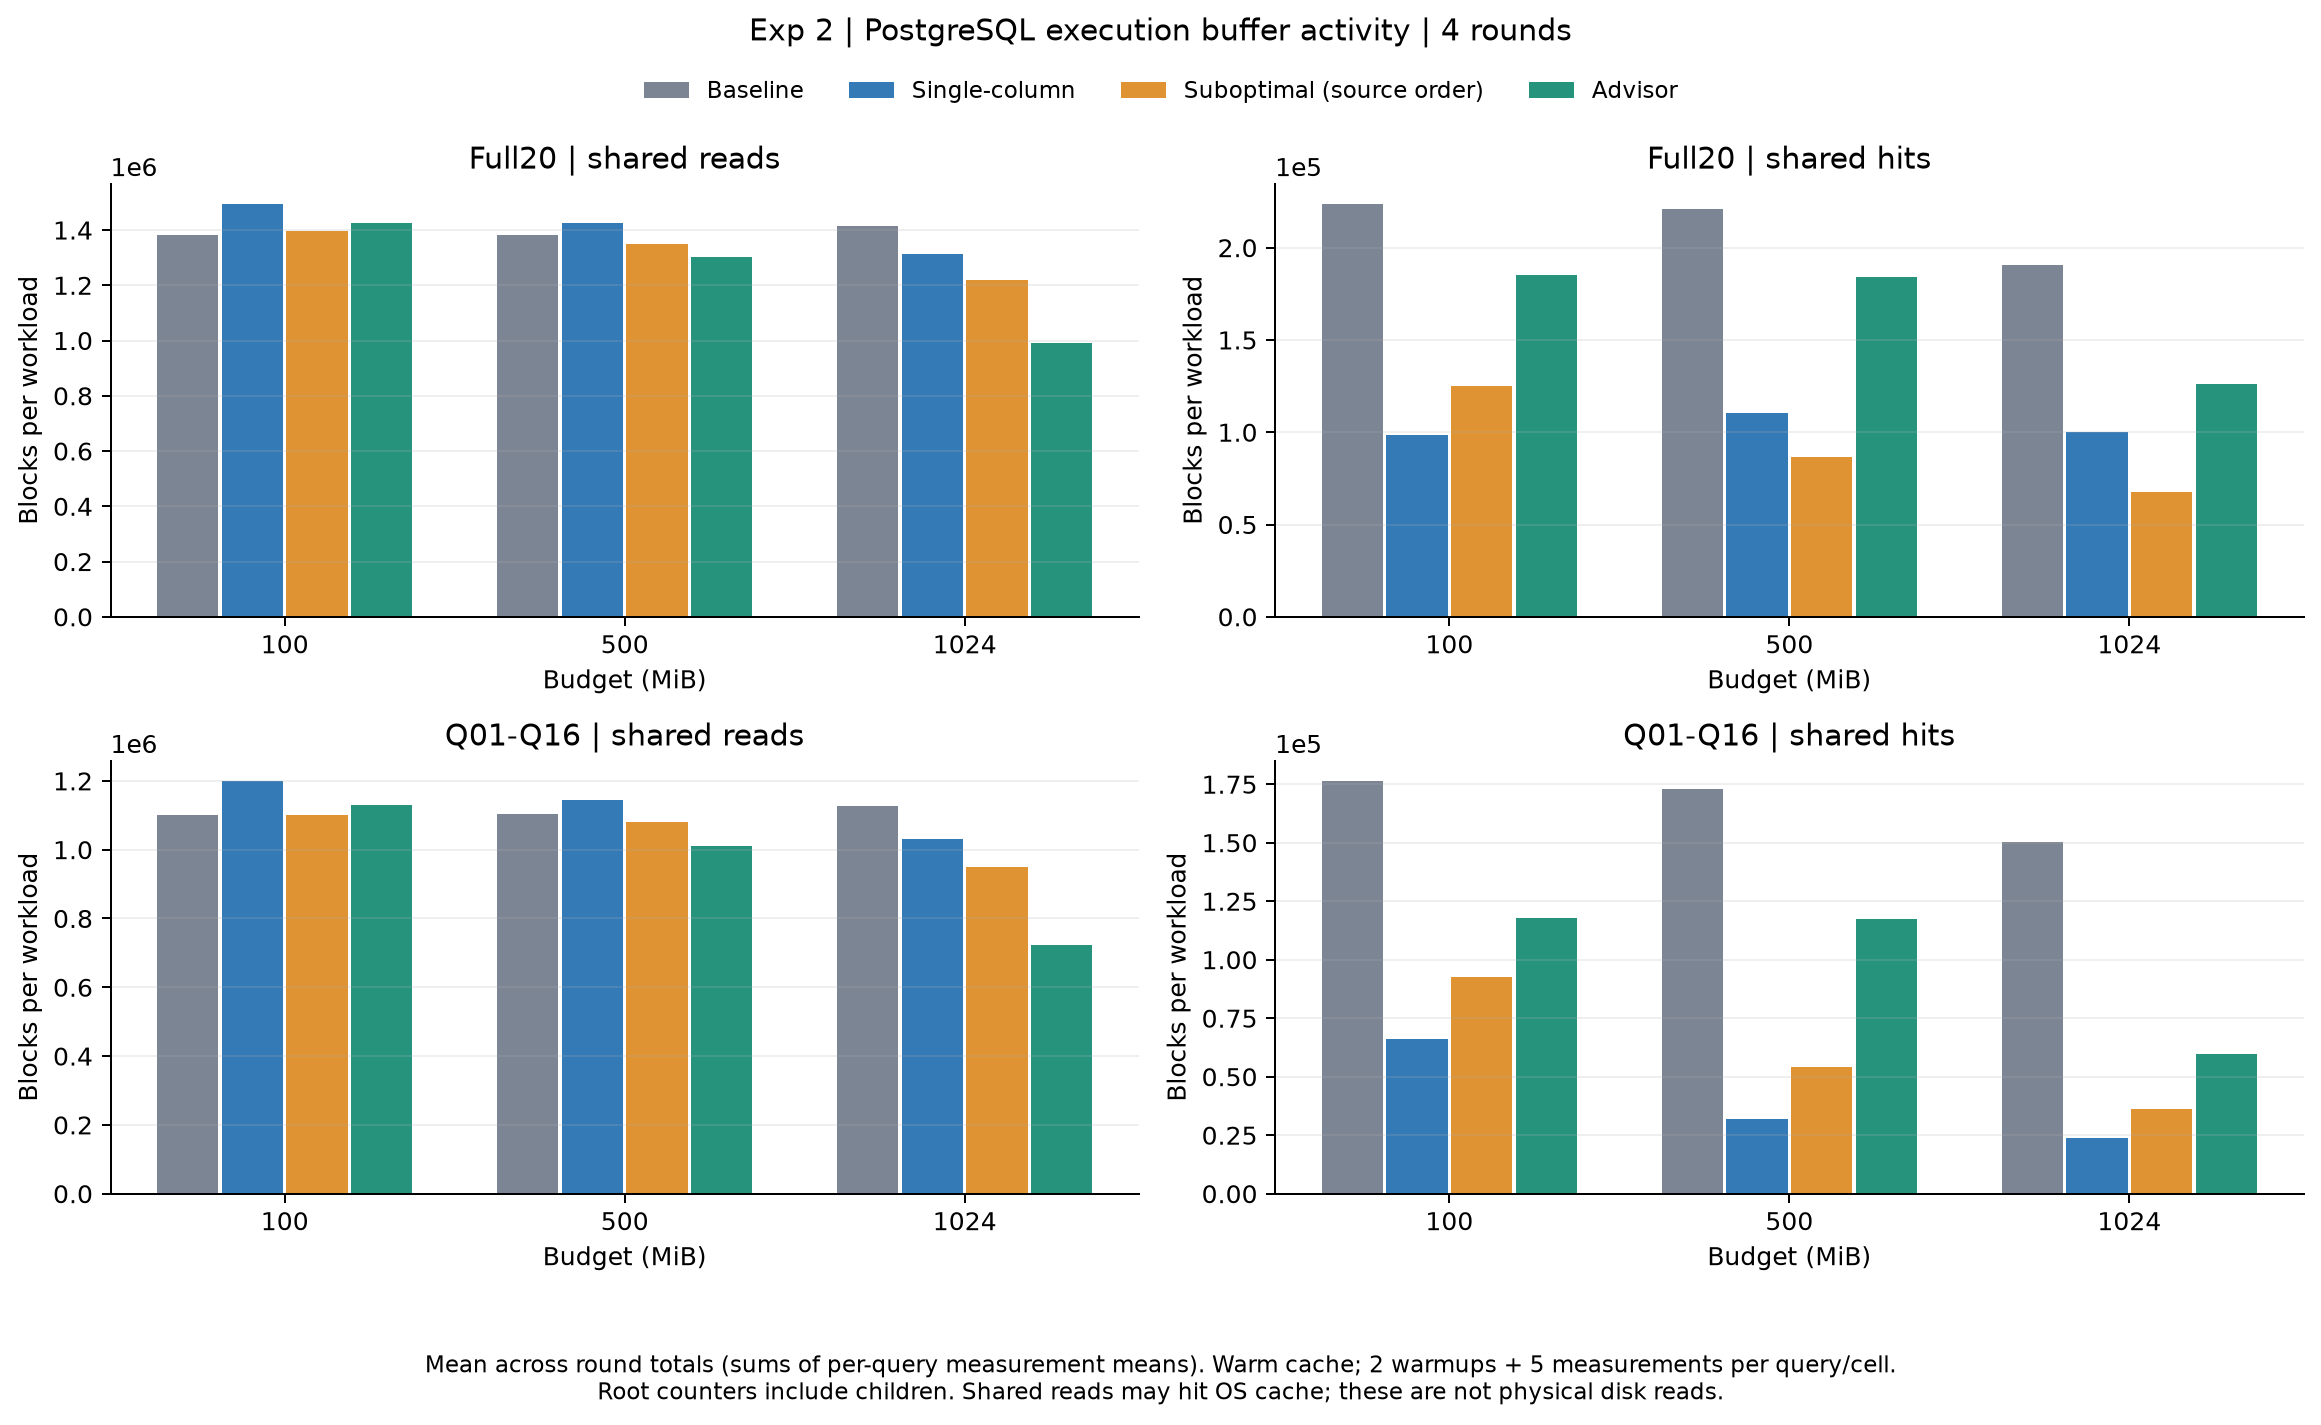 Exp 2 | PostgreSQL execution buffer activity | 4 rounds
Baseline Single-column Suboptimal (source order) Advisor
Full20 | shared reads
1e6
Blocks per workload
1.4
1.2
1.0
0.8
0.6
0.4
0.2
0.0
100 500 1024
Budget (MiB)
Full20 | shared hits
1e5
Blocks per workload
2.0
1.5
1.0
0.5
0.0
100 500 1024
Budget (MiB)
Q01-Q16 | shared reads
1e6
Blocks per workload
1.2
1.0
0.8
0.6
0.4
0.2
0.0
100 500 1024
Budget (MiB)
Q01-Q16 | shared hits
1e5
Blocks per workload
1.75
1.50
1.25
1.00
0.75
0.50
0.25
0.00
100 500 1024
Budget (MiB)
Mean across round totals (sums of per-query measurement means). Warm cache; 2 warmups + 5 measurements per query/cell.
Root counters include children. Shared reads may hit OS cache; these are not physical disk reads.